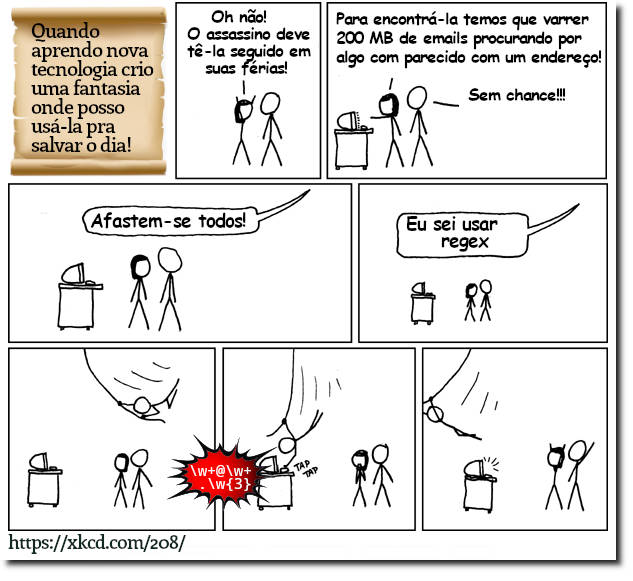 Quando
aprendo nova
tecnologia crio
uma fantasia
onde posso
usá-la pra
salvar o dia!
Oh não!
O assassino deve
tê-la seguido em
suas férias!
Para encontrá-la temos que varrer
200 MB de emails procurando por
algo com parecido com um endereço!
Sem chance!!!
Afastem-se todos!
Eu sei usar
regex
\w+@\w+
.\w{3}
TAP
TAP
https://xkcd.com/208/